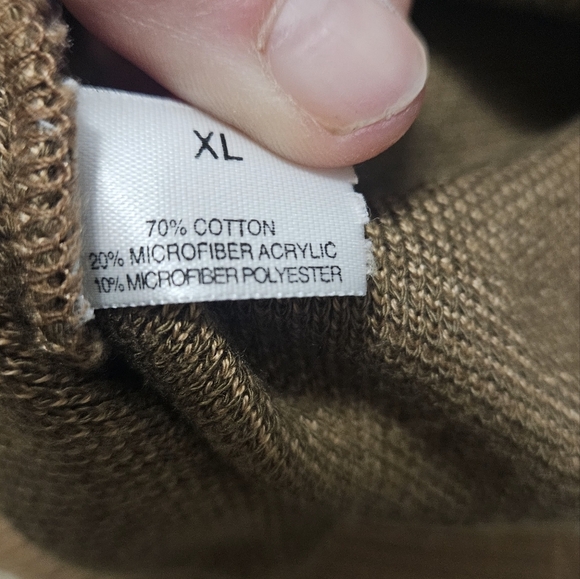 XL
70% COTTON
20% MICROFIBER ACRYLIC
10% MICROFIBER POLYESTER